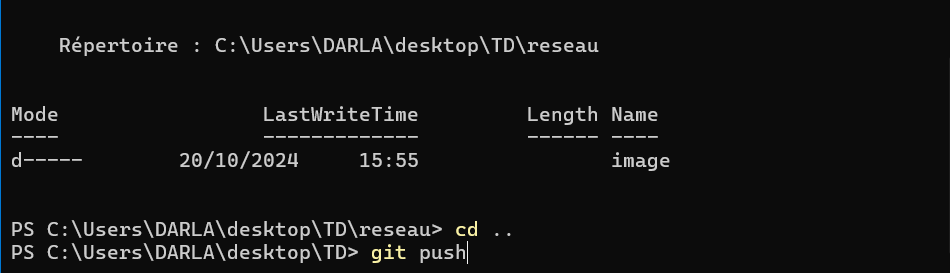 Répertoire : C:\Users\DARLA\desktop\TD\reseau
Mode LastWriteTime Length Name
---- ------------- ------ ----
d----- 20/10/2024 15:55 image
PS C:\Users\DARLA\desktop\TD\reseau> cd ..
PS C:\Users\DARLA\desktop\TD> git push